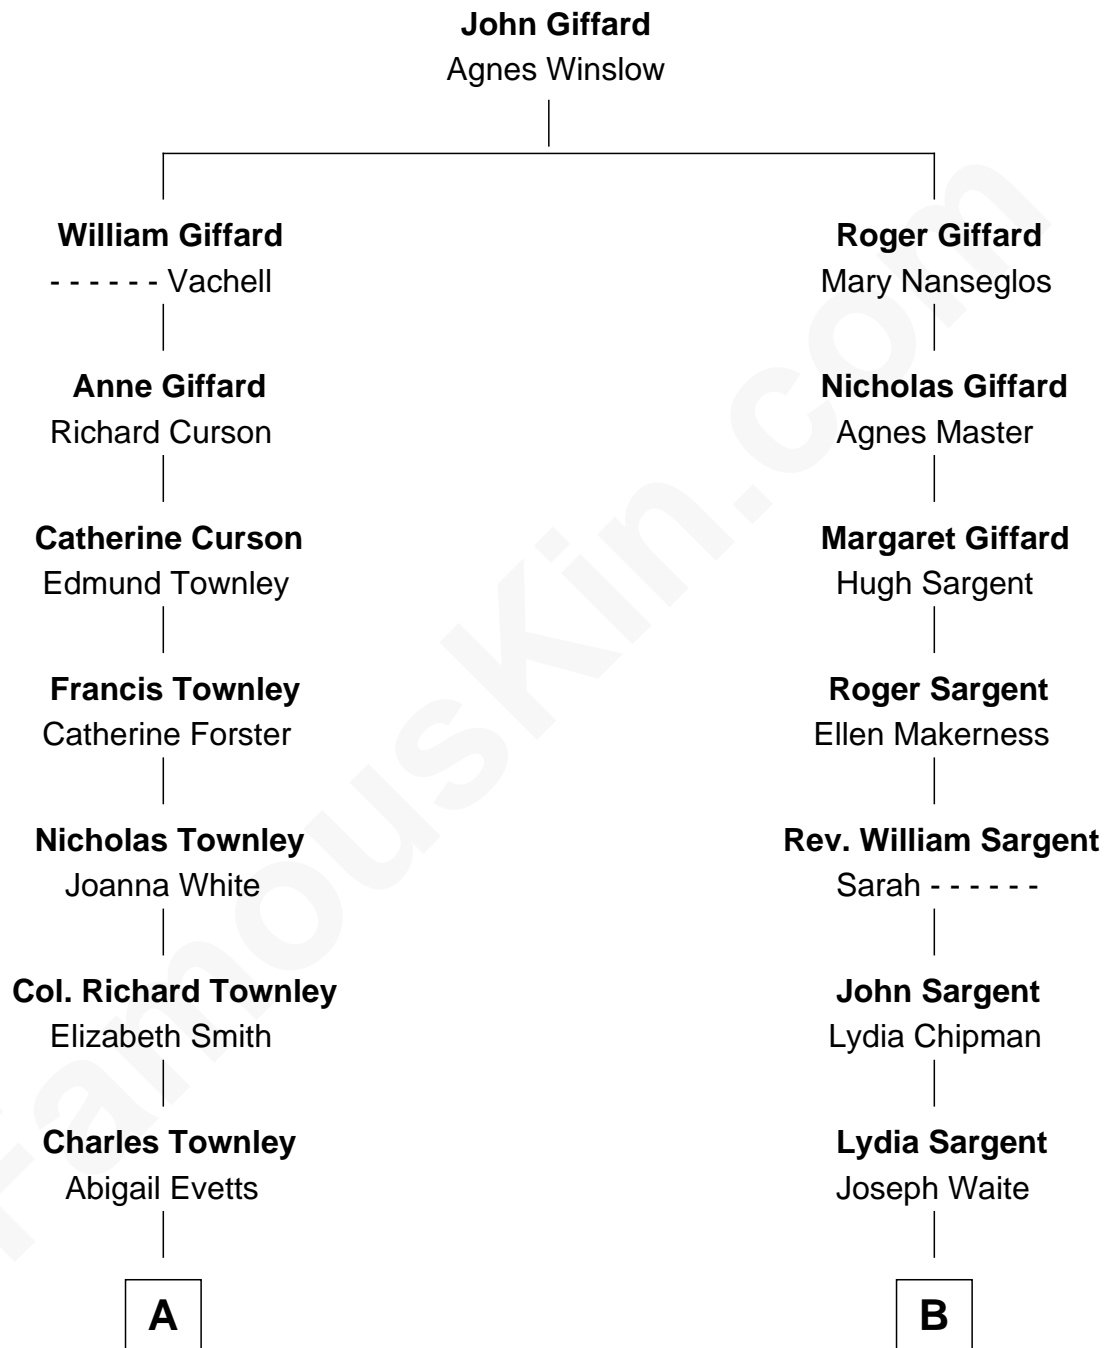 John Giffard
Agnes Winslow
William Giffard
- - - - - - Vachell
Anne Giffard
Richard Curson
Catherine Curson
Edmund Townley
Francis Townley
Catherine Forster
Nicholas Townley
Joanna White
Col. Richard Townley
Elizabeth Smith
Charles Townley
Abigail Evetts
A
Roger Giffard
Mary Nanseglos
Nicholas Giffard
Agnes Master
Margaret Giffard
Hugh Sargent
Roger Sargent
Ellen Makerness
Rev. William Sargent
Sarah - - - - - -
John Sargent
Lydia Chipman
Lydia Sargent
Joseph Waite
B
FamousKin.com